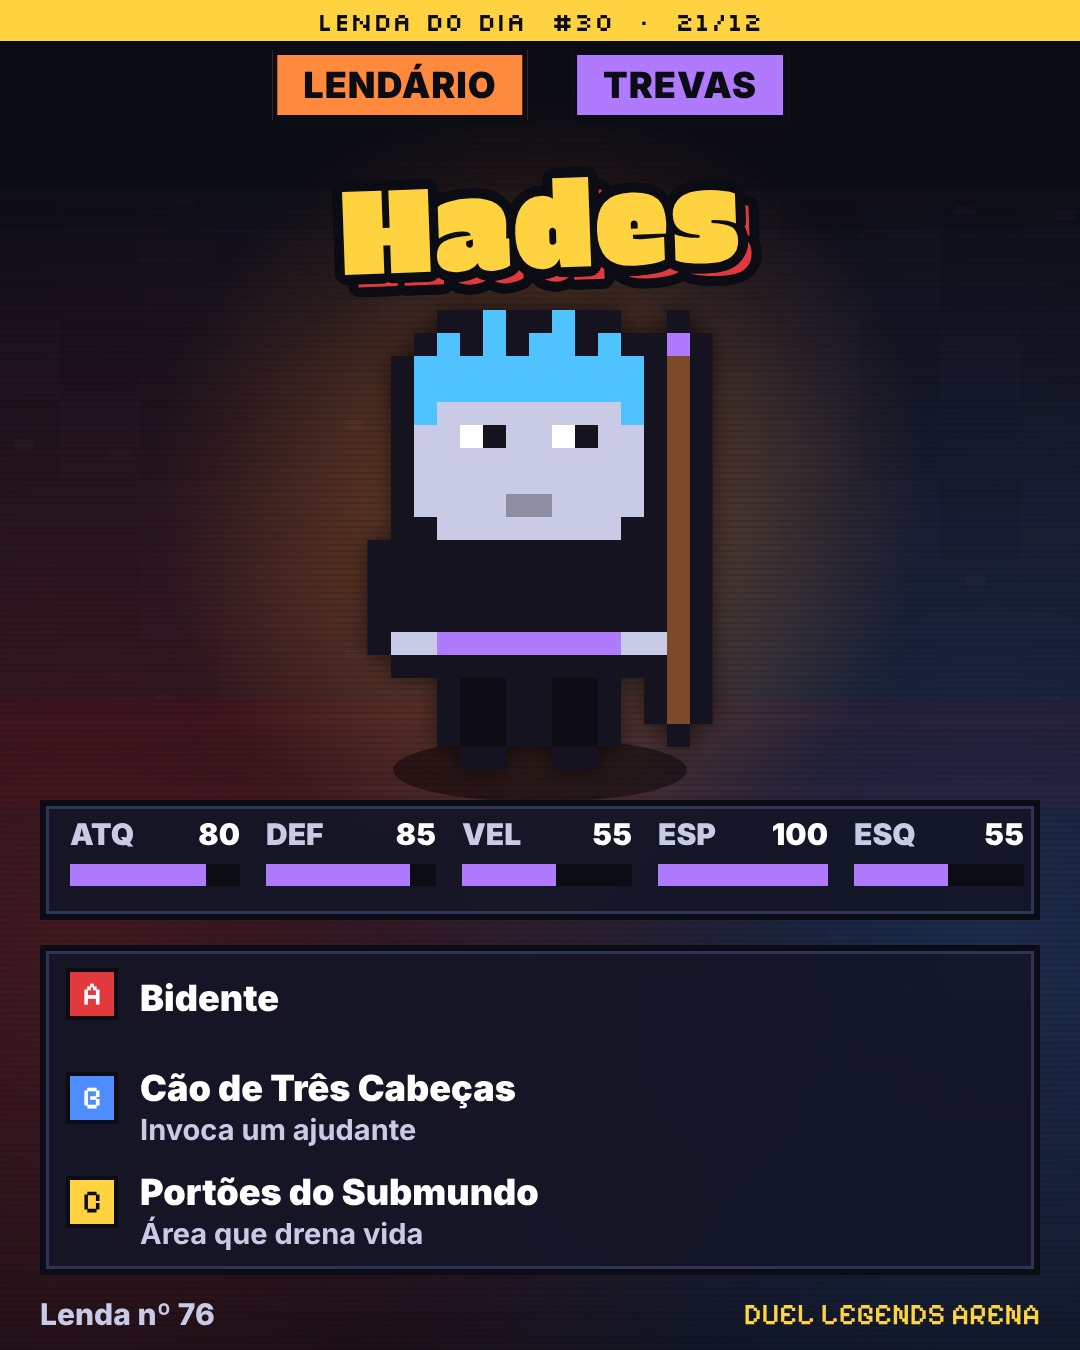 LENDA DO DIA #30 · 21/12
LENDÁRIO TREVAS
Hades
ATQ 80 DEF 85 VEL 55 ESP 100 ESQ 55
A Bidente
B Cão de Três Cabeças
Invoca um ajudante
C Portões do Submundo
Área que drena vida
Lenda nº 76 DUEL LEGENDS ARENA